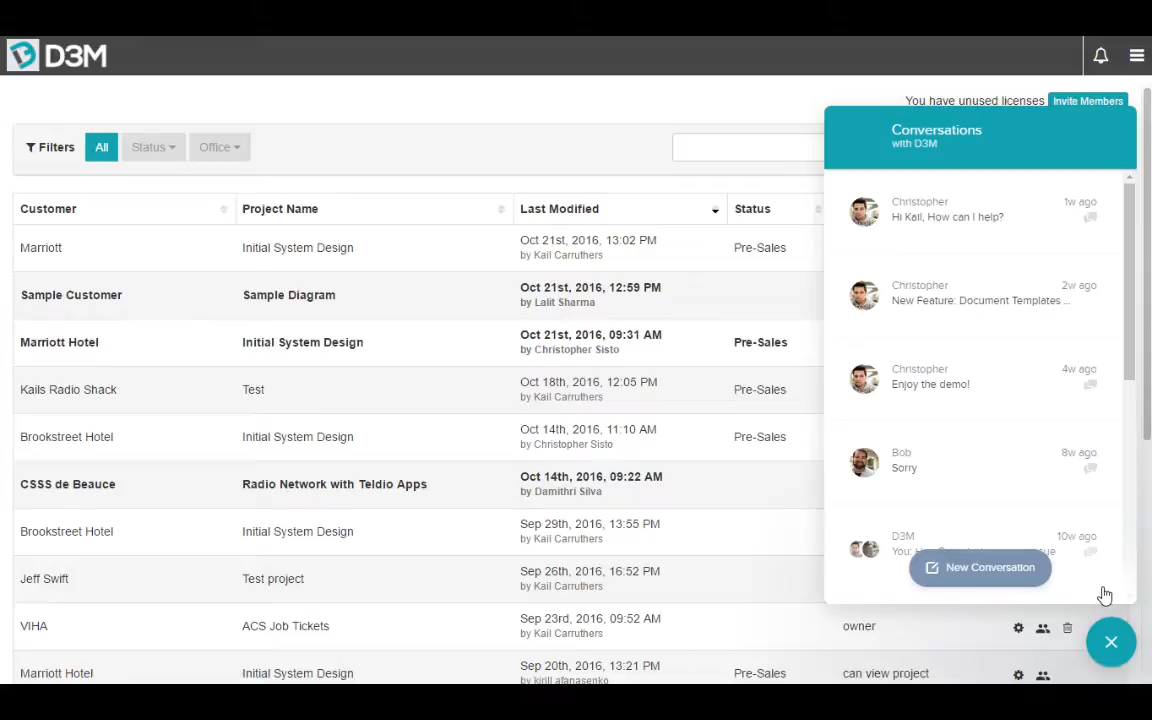 D3M
You have unused licenses Invite Members
Filters All Status Office
Conversations
with D3M
Customer Project Name Last Modified Status
Marriott Initial System Design Oct 21st, 2016, 13:02 PM Pre-Sales
by Kail Carruthers
Sample Customer Sample Diagram Oct 21st, 2016, 12:59 PM
by Lalit Sharma
Marriott Hotel Initial System Design Oct 21st, 2016, 09:31 AM Pre-Sales
by Christopher Sisto
Kails Radio Shack Test Oct 18th, 2016, 12:05 PM Pre-Sales
by Kail Carruthers
Brookstreet Hotel Initial System Design Oct 14th, 2016, 11:10 AM Pre-Sales
by Christopher Sisto
CSSS de Beauce Radio Network with Teldio Apps Oct 14th, 2016, 09:22 AM
by Damithri Silva
Brookstreet Hotel Initial System Design Sep 29th, 2016, 13:55 PM
by Kail Carruthers
Jeff Swift Test project Sep 26th, 2016, 16:52 PM
by Kail Carruthers
VIHA ACS Job Tickets Sep 23rd, 2016, 09:52 AM owner
by Kail Carruthers
Marriott Hotel Initial System Design Sep 20th, 2016, 13:21 PM Pre-Sales can view project
by kirill afanasenko
Christopher 1w ago
Hi Kail, How can I help?
Christopher 2w ago
New Feature: Document Templates ...
Christopher 4w ago
Enjoy the demo!
Bob 8w ago
Sorry
D3M 10w ago
You:
New Conversation